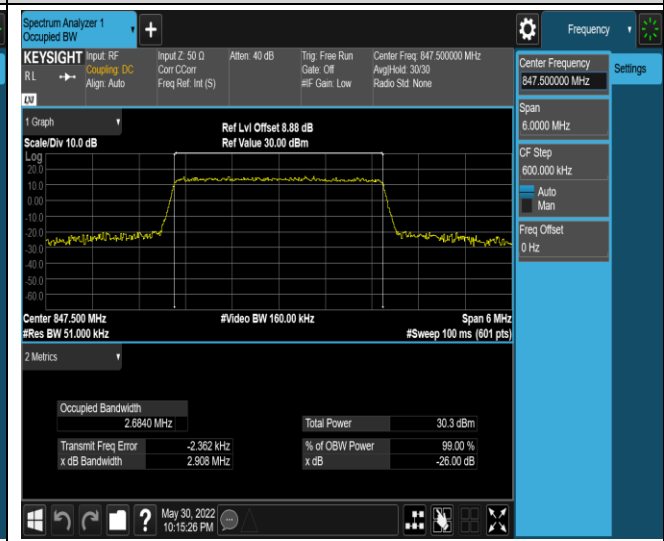 Spectrum Analyzer 1
Occupied BW
+
Frequency
KEYSIGHT
R L
LXI
Input: RF
Coupling: DC
Align: Auto
Input Z: 50 Ω
Corr CCorr
Freq Ref: Int (S)
Atten: 40 dB
Trig: Free Run
Gate: Off
#IF Gain: Low
Center Freq: 847.500000 MHz
Avg|Hold: 30/30
Radio Std: None
Center Frequency
847.500000 MHz
Settings
Span
6.0000 MHz
CF Step
600.000 kHz
Auto
Man
Freq Offset
0 Hz
1 Graph
Scale/Div 10.0 dB
Ref Lvl Offset 8.88 dB
Ref Value 30.00 dBm
Log
20.0
10.0
0.00
-10.0
-20.0
-30.0
-40.0
-50.0
-60.0
Center 847.500 MHz
#Res BW 51.000 kHz
#Video BW 160.00 kHz
Span 6 MHz
#Sweep 100 ms (601 pts)
2 Metrics
Occupied Bandwidth
2.6840 MHz
Total Power 30.3 dBm
Transmit Freq Error -2.362 kHz
% of OBW Power 99.00 %
x dB Bandwidth 2.908 MHz
x dB -26.00 dB
?
May 30, 2022
10:15:26 PM